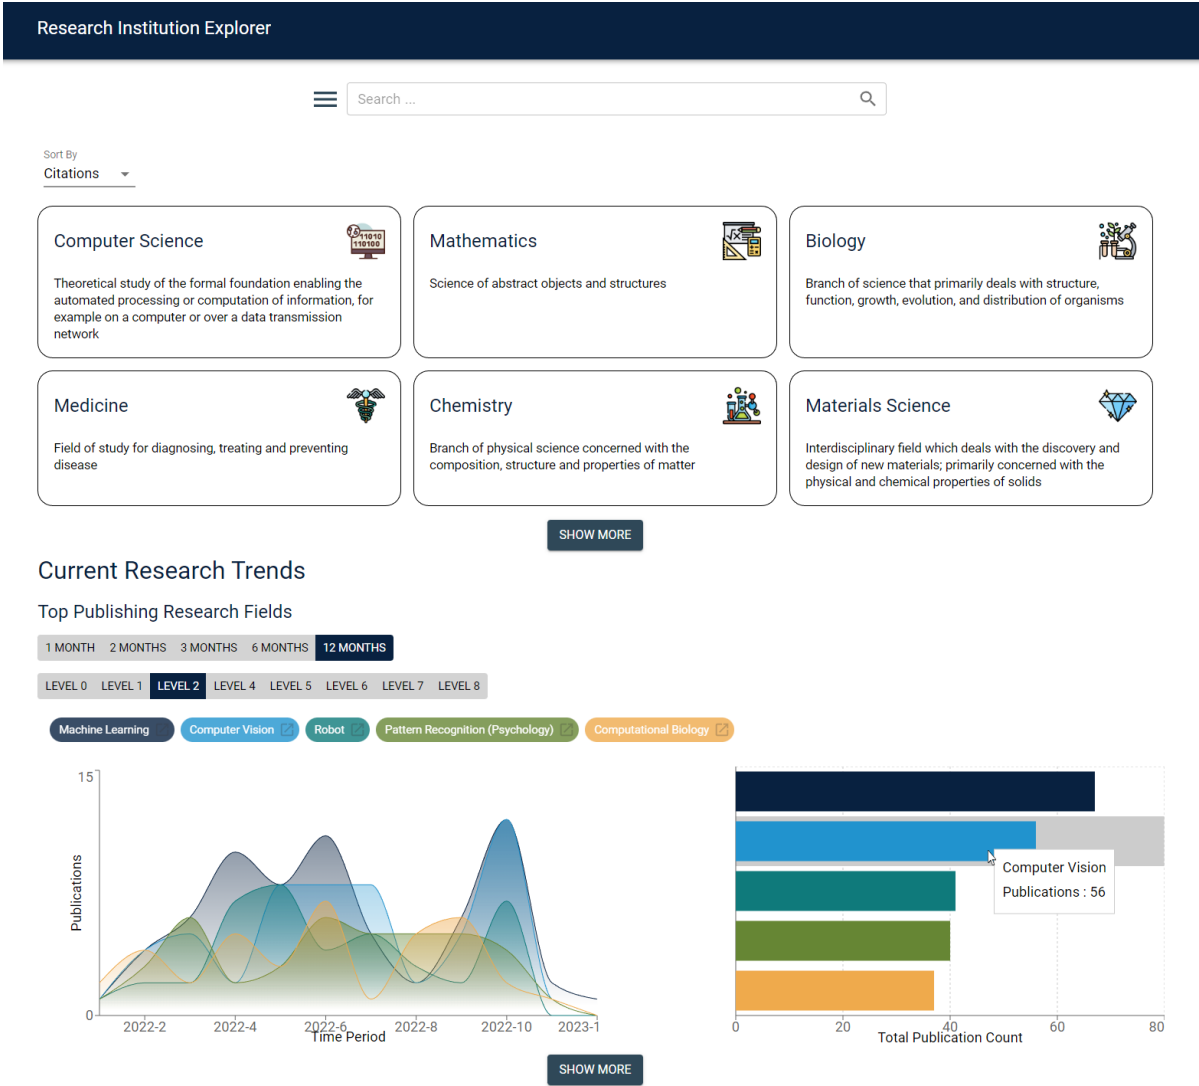 Research Institution Explorer
Search ...
Sort By
Citations
Computer Science
Theoretical study of the formal foundation enabling the
automated processing or computation of information, for
example on a computer or over a data transmission
network
11010
110100
Mathematics
Science of abstract objects and structures
√x
Biology
Branch of science that primarily deals with structure,
function, growth, evolution, and distribution of organisms
Medicine
Field of study for diagnosing, treating and preventing
disease
Chemistry
Branch of physical science concerned with the
composition, structure and properties of matter
Materials Science
Interdisciplinary field which deals with the discovery and
design of new materials; primarily concerned with the
physical and chemical properties of solids
SHOW MORE
Current Research Trends
Top Publishing Research Fields
1 MONTH 2 MONTHS 3 MONTHS 6 MONTHS 12 MONTHS
LEVEL 0 LEVEL 1 LEVEL 2 LEVEL 4 LEVEL 5 LEVEL 6 LEVEL 7 LEVEL 8
Machine Learning Computer Vision Robot Pattern Recognition (Psychology) Computational Biology
15
Publications
0
2022-2 2022-4 2022-6 2022-8 2022-10 2023-1
Time Period
Computer Vision
Publications : 56
0 20 40 60 80
Total Publication Count
SHOW MORE